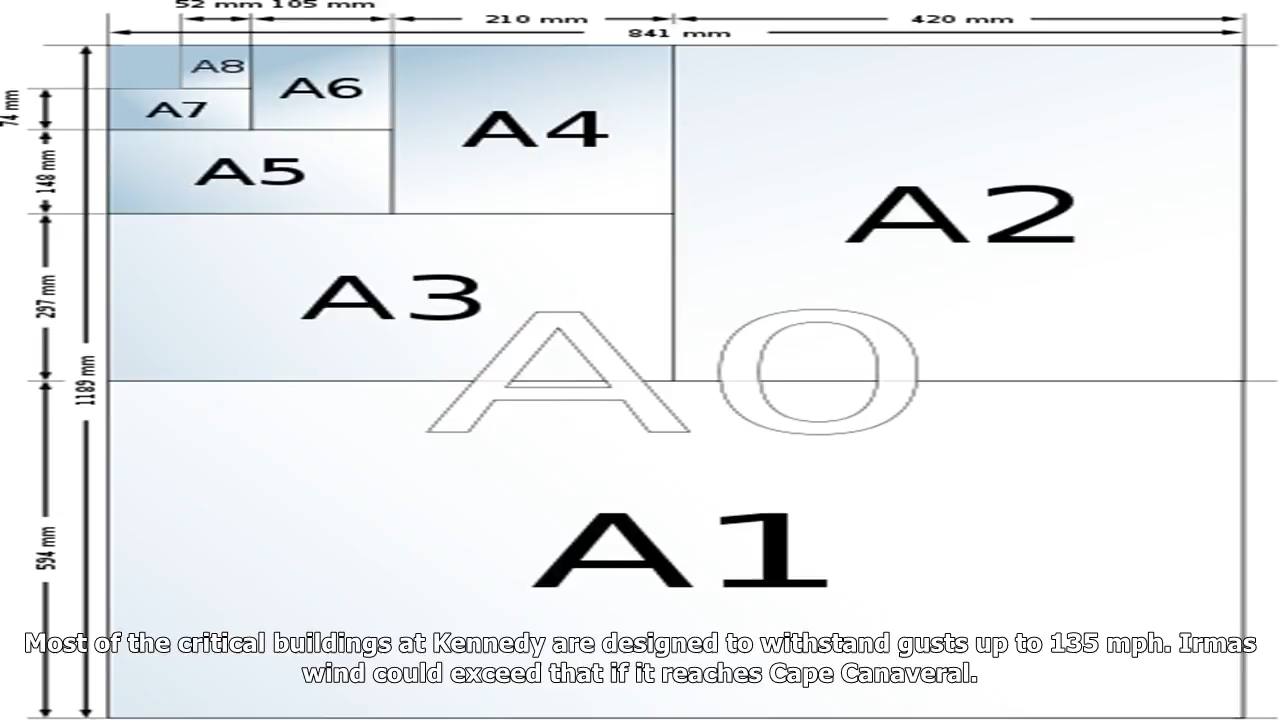 52 mm 105 mm
210 mm
420 mm
841 mm
A8
A6
A7
A4
74 mm
A5
148 mm
A2
A3
297 mm
A0
1189 mm
A1
594 mm
Most of the critical buildings at Kennedy are designed to withstand gusts up to 135 mph. Irmas
wind could exceed that if it reaches Cape Canaveral.